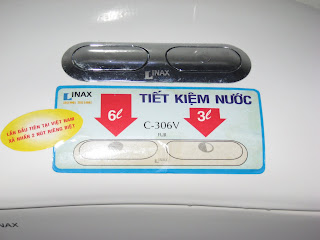 INAX
INAX
TIẾT KIỆM NƯỚC
6ℓ
C-306V
3ℓ
LẦN ĐẦU TIÊN TẠI VIỆT NAM
XẢ NHẤN 2 NÚT RIÊNG BIỆT
INAX
INAX